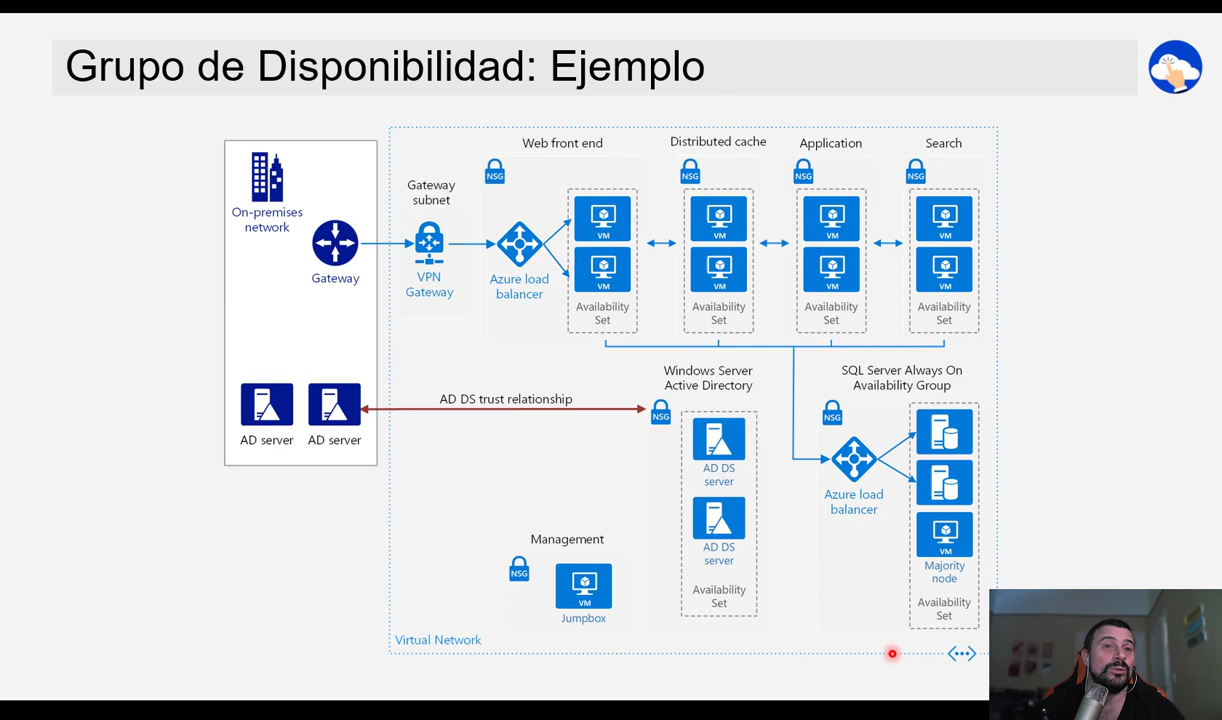 Grupo de Disponibilidad: Ejemplo
On-premises
network
Gateway
AD server
AD server
Gateway
subnet
VPN
Gateway
Web front end
NSG
Azure load
balancer
VM
VM
Availability
Set
Distributed cache
NSG
VM
VM
Availability
Set
Application
NSG
VM
VM
Availability
Set
Search
NSG
VM
VM
Availability
Set
AD DS trust relationship
Windows Server
Active Directory
NSG
AD DS
server
AD DS
server
Availability
Set
SQL Server Always On
Availability Group
NSG
Azure load
balancer
VM
Majority
node
Availability
Set
Management
NSG
VM
Jumpbox
Virtual Network